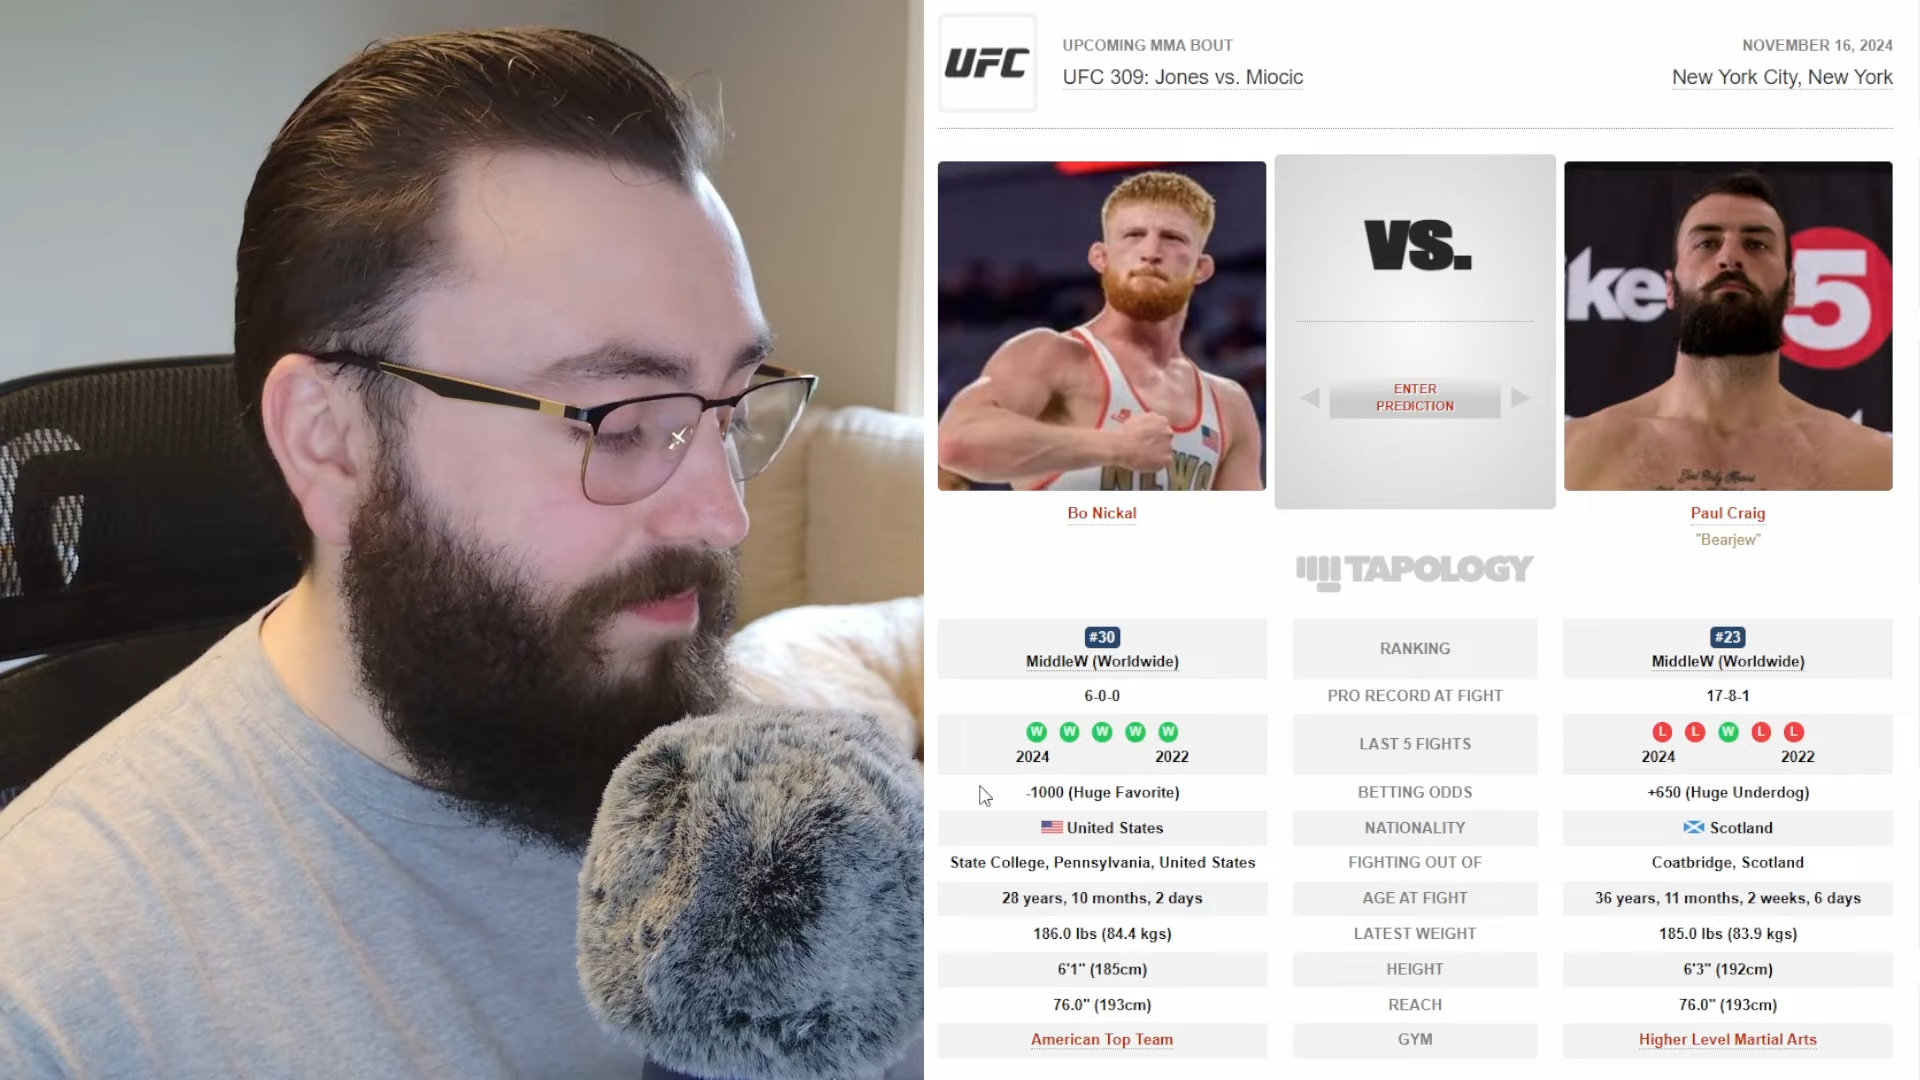 UFC
UPCOMING MMA BOUT
UFC 309: Jones vs. Miocic
NOVEMBER 16, 2024
New York City, New York
VS.
ENTER
PREDICTION
ke
5
NEWS
Bo Nickal
Paul Craig
"Bearjew"
TAPOLOGY
#30
MiddleW (Worldwide)
RANKING
#23
MiddleW (Worldwide)
6-0-0
PRO RECORD AT FIGHT
17-8-1
W W W W W
2024 2022
LAST 5 FIGHTS
L L W L L
2024 2022
-1000 (Huge Favorite)
BETTING ODDS
+650 (Huge Underdog)
United States
NATIONALITY
Scotland
State College, Pennsylvania, United States
FIGHTING OUT OF
Coatbridge, Scotland
28 years, 10 months, 2 days
AGE AT FIGHT
36 years, 11 months, 2 weeks, 6 days
186.0 lbs (84.4 kgs)
LATEST WEIGHT
185.0 lbs (83.9 kgs)
6'1" (185cm)
HEIGHT
6'3" (192cm)
76.0" (193cm)
REACH
76.0" (193cm)
American Top Team
GYM
Higher Level Martial Arts